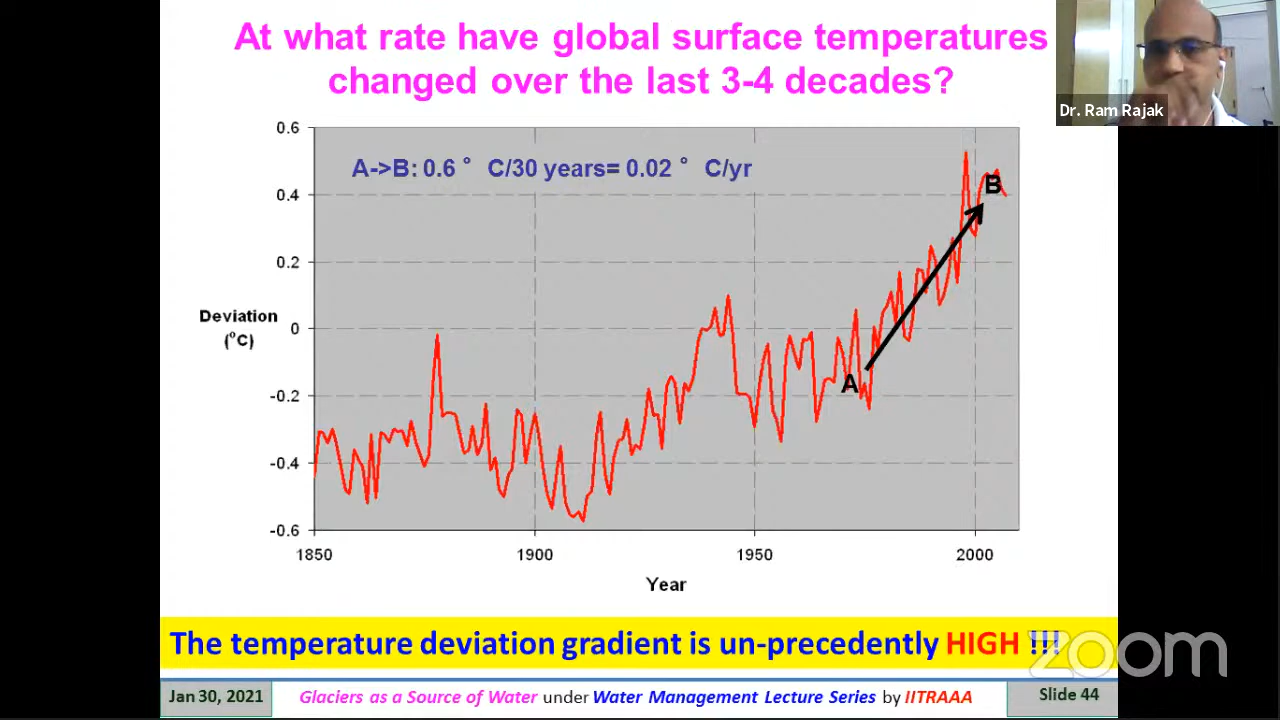 At what rate have global surface temperatures
changed over the last 3-4 decades?
Dr. Ram Rajak
0.6
A->B: 0.6 ° C/30 years= 0.02 ° C/yr
B
0.4
0.2
Deviation
(°C)
0
A
-0.2
-0.4
-0.6
1850
1900
1950
2000
Year
The temperature deviation gradient is un-precedently HIGH !!!
zoom
Jan 30, 2021
Glaciers as a Source of Water under Water Management Lecture Series by IITRAAA
Slide 44